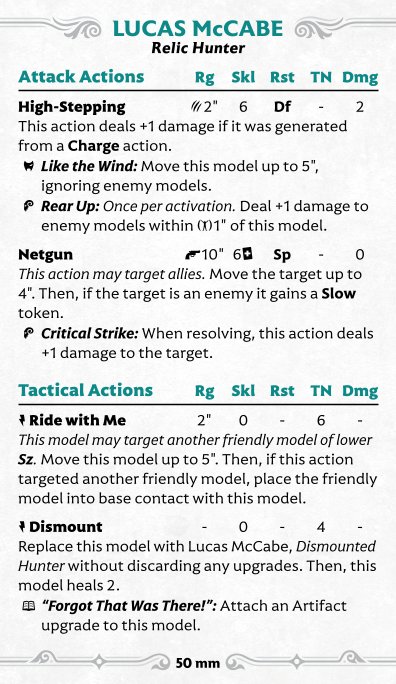 LUCAS McCABE
Relic Hunter
Attack Actions Rg Skl Rst TN Dmg
High-Stepping 2" 6 Df - 2
This action deals +1 damage if it was generated
from a Charge action.
Like the Wind: Move this model up to 5",
ignoring enemy models.
Rear Up: Once per activation. Deal +1 damage to
enemy models within 1" of this model.
Netgun 10" 6 Sp - 0
This action may target allies. Move the target up to
4". Then, if the target is an enemy it gains a Slow
token.
Critical Strike: When resolving, this action deals
+1 damage to the target.
Tactical Actions Rg Skl Rst TN Dmg
Ride with Me 2" 0 - 6 -
This model may target another friendly model of lower
Sz. Move this model up to 5". Then, if this action
targeted another friendly model, place the friendly
model into base contact with this model.
Dismount - 0 - 4 -
Replace this model with Lucas McCabe, Dismounted
Hunter without discarding any upgrades. Then, this
model heals 2.
"Forgot That Was There!": Attach an Artifact
upgrade to this model.
50 mm